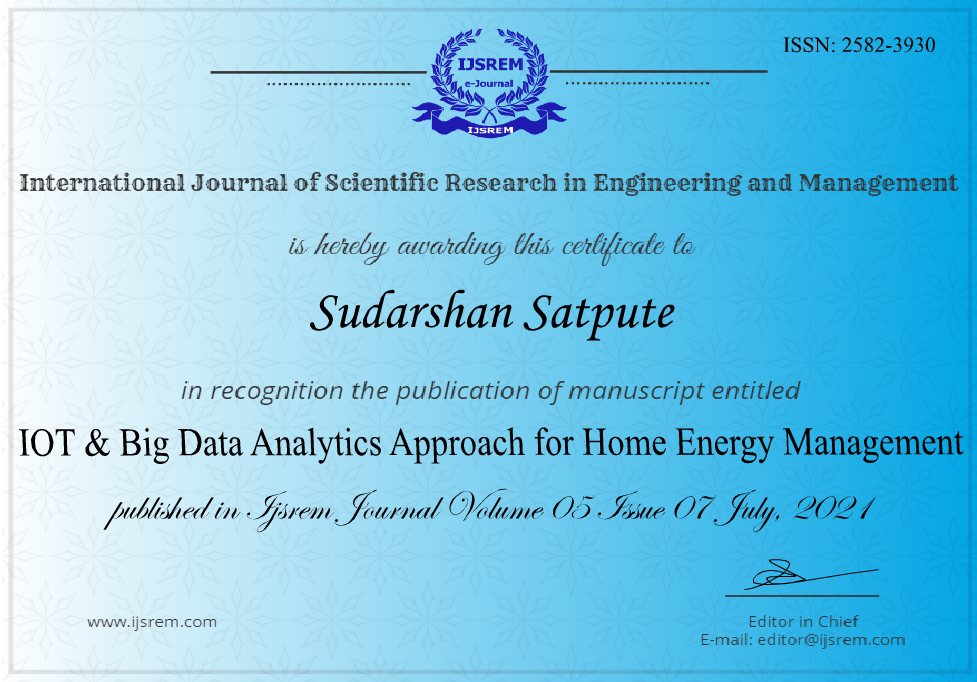 ISSN: 2582-3930
IJSREM
e-Journal
IJSREM
International Journal of Scientific Research in Engineering and Management
is hereby awarding this certificate to
Sudarshan Satpute
in recognition the publication of manuscript entitled
IOT & Big Data Analytics Approach for Home Energy Management
published in Ijsrem Journal Volume 05 Issue 07 July, 2021
www.ijsrem.com
Editor in Chief
E-mail: editor@ijsrem.com